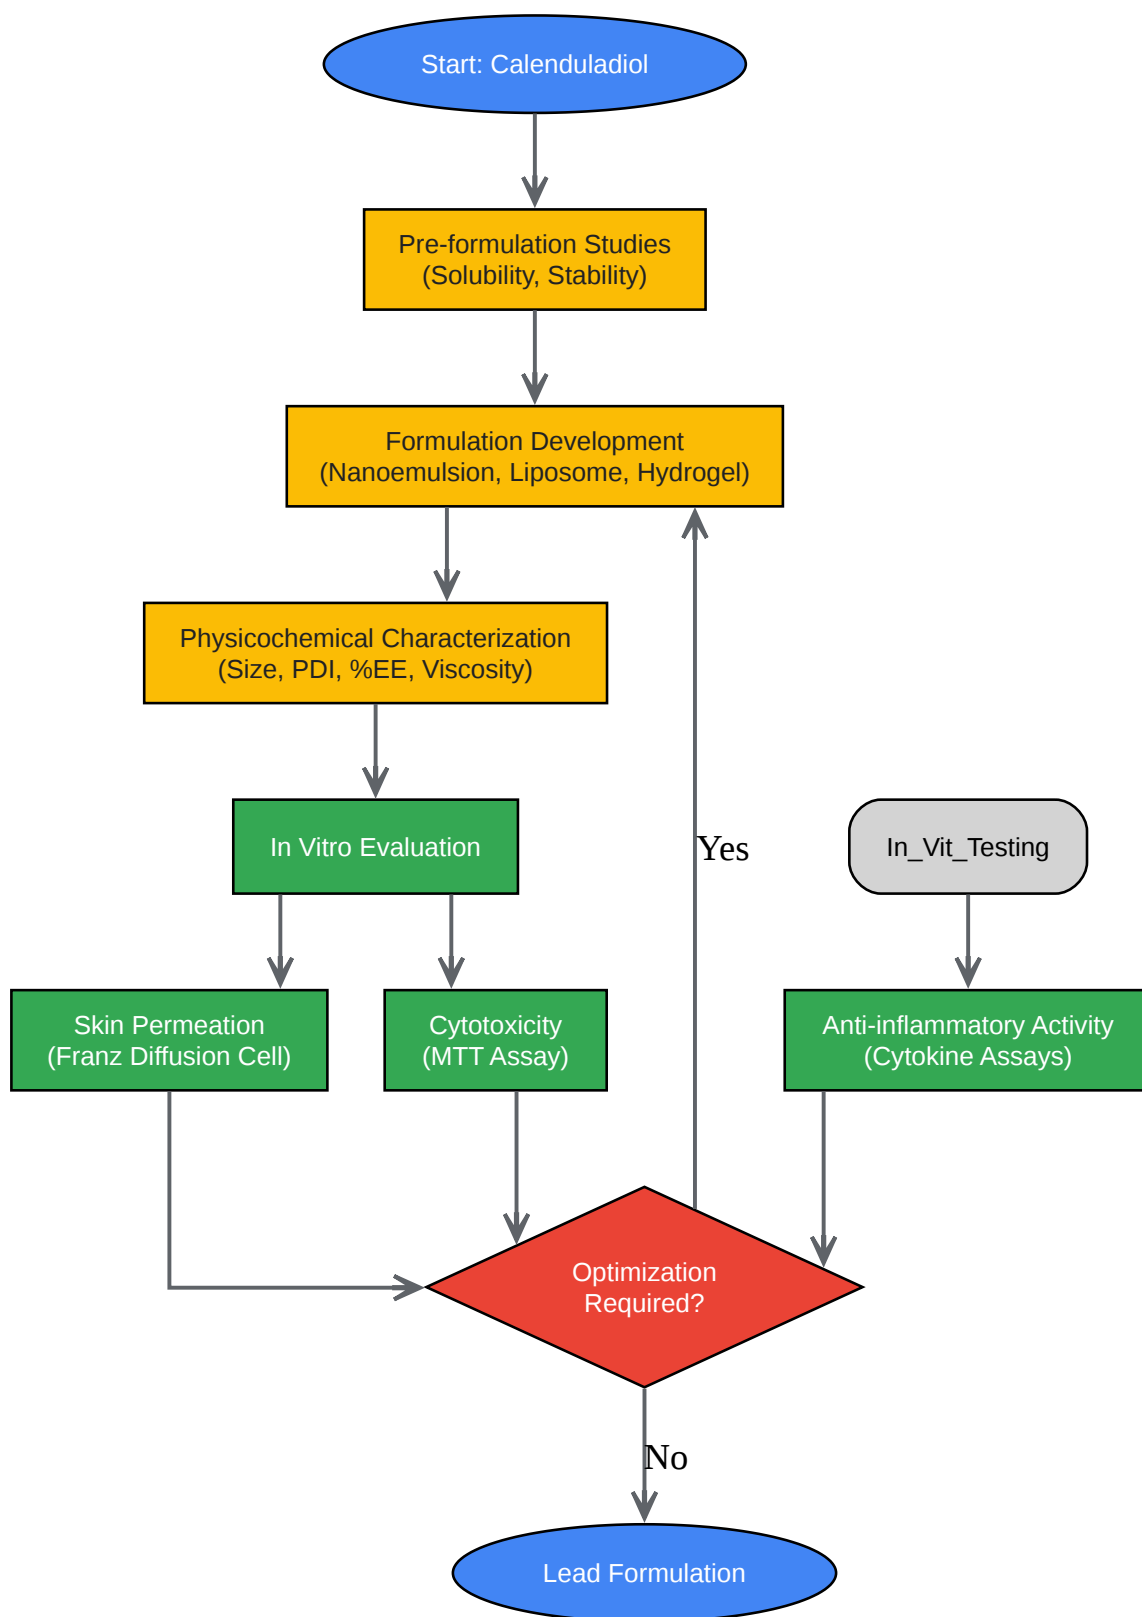 Start: Calenduladiol
Pre-formulation Studies
(Solubility, Stability)
Formulation Development
(Nanoemulsion, Liposome, Hydrogel)
Physicochemical Characterization
(Size, PDI, %EE, Viscosity)
In Vitro Evaluation
Yes
In_Vit_Testing
Skin Permeation
(Franz Diffusion Cell)
Cytotoxicity
(MTT Assay)
Anti-inflammatory Activity
(Cytokine Assays)
Optimization
Required?
No
Lead Formulation